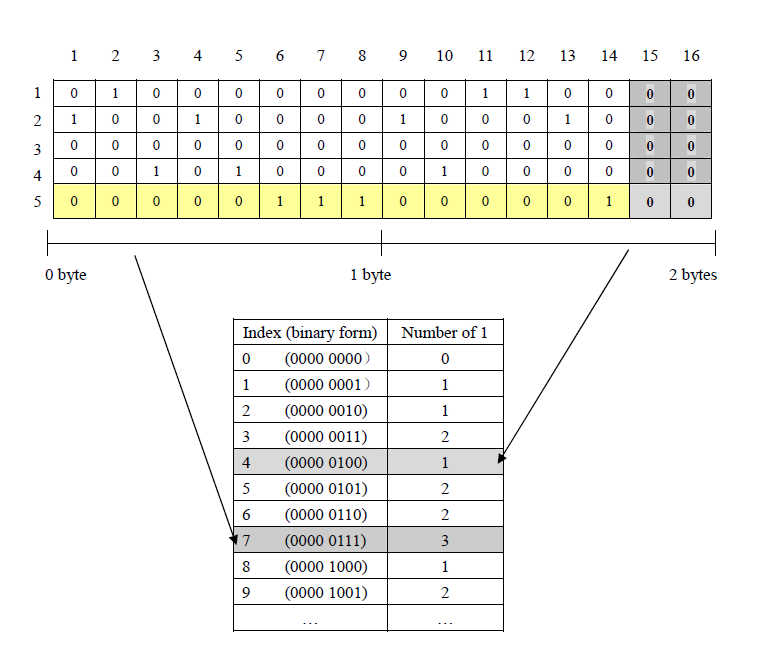 1 2 3 4 5 6 7 8 9 10 11 12 13 14 15 16
1 0 1 0 0 0 0 0 0 0 0 1 1 0 0 0 0
2 1 0 0 1 0 0 0 0 1 0 0 0 1 0 0 0
3 0 0 0 0 0 0 0 0 0 0 0 0 0 0 0 0
4 0 0 1 0 1 0 0 0 0 1 0 0 0 0 0 0
5 0 0 0 0 0 1 1 1 0 0 0 0 0 1 0 0
0 byte 1 byte 2 bytes
Index (binary form) Number of 1
0 (0000 0000） 0
1 (0000 0001） 1
2 (0000 0010) 1
3 (0000 0011) 2
4 (0000 0100) 1
5 (0000 0101) 2
6 (0000 0110) 2
7 (0000 0111) 3
8 (0000 1000) 1
9 (0000 1001) 2
… …